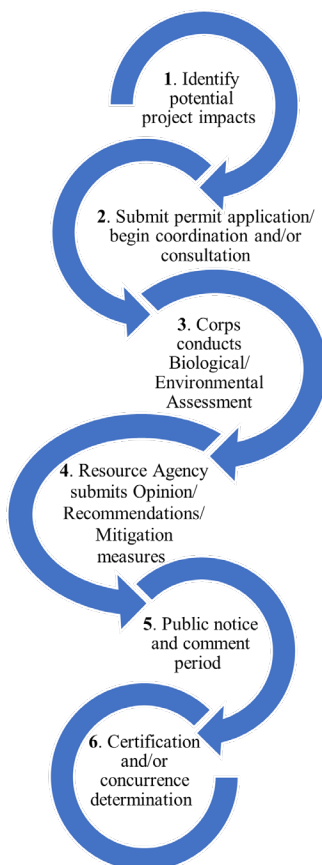 1. Identify
potential
project impacts
2. Submit permit application/
begin coordination and/or
consultation
3. Corps
conducts
Biological/
Environmental
Assessment
4. Resource Agency
submits Opinion/
Recommendations/
Mitigation
measures
5. Public notice
and comment
period
6. Certification
and/or
concurrence
determination